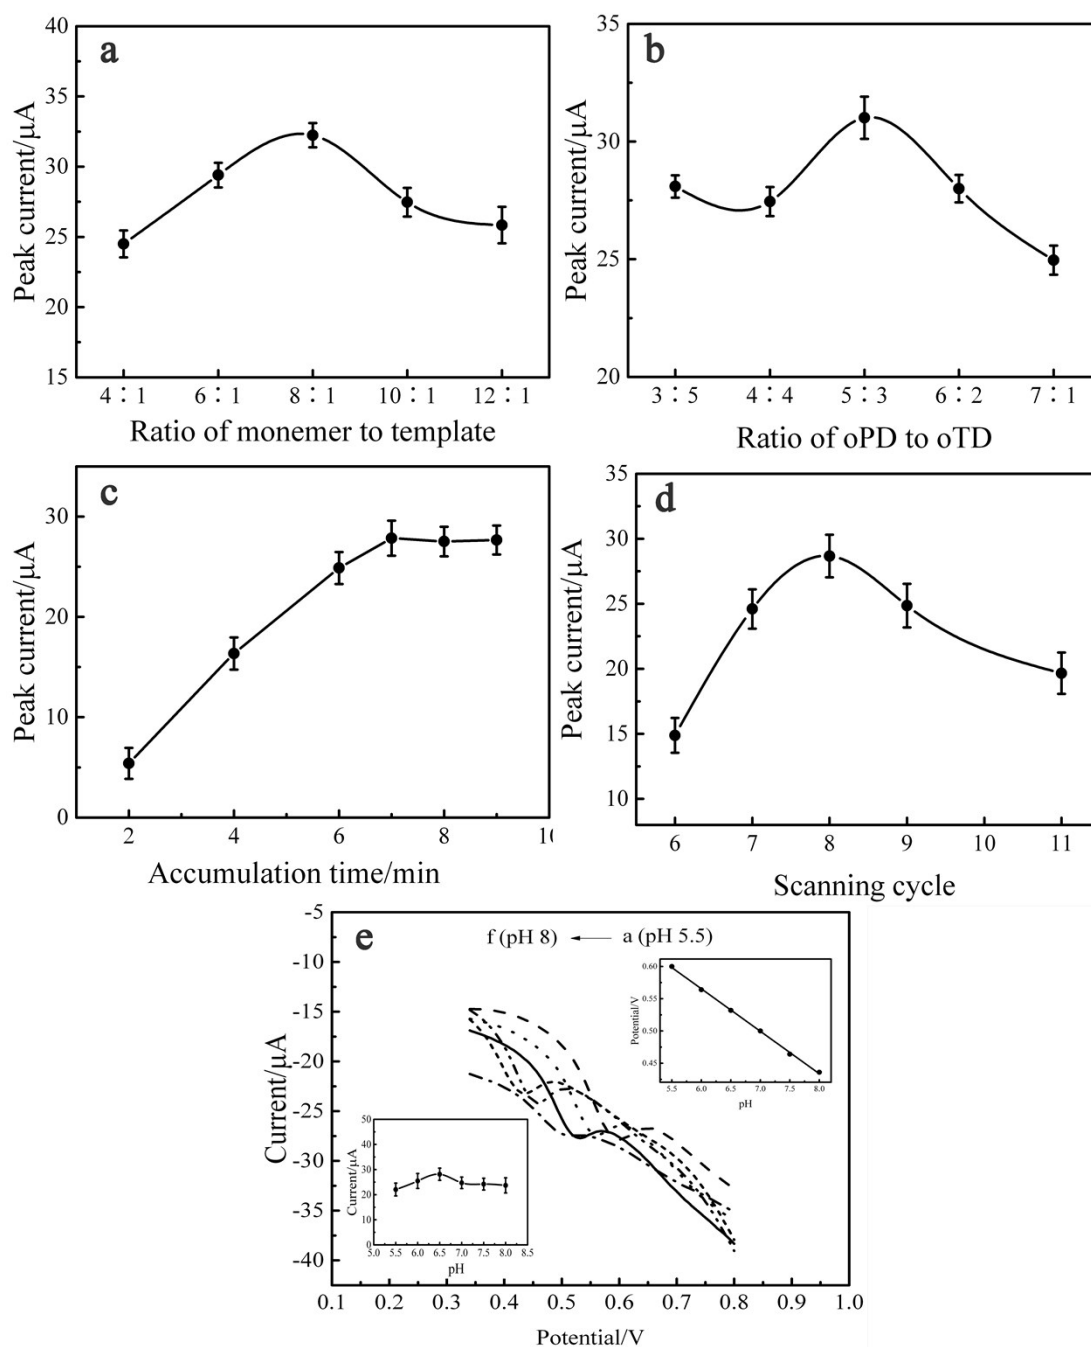 a
Peak current/μA
40
35
30
25
20
15
4 : 1
6 : 1
8 : 1
10 : 1
12 : 1
Ratio of monemer to template
b
Peak current/μA
35
30
25
20
3 : 5
4 : 4
5 : 3
6 : 2
7 : 1
Ratio of oPD to oTD
c
Peak current/μA
30
20
10
0
2
4
6
8
10
Accumulation time/min
d
Peak current/μA
35
30
25
20
15
10
6
7
8
9
10
11
Scanning cycle
e
f (pH 8)
a (pH 5.5)
Current/μA
-5
-10
-15
-20
-25
-30
-35
-40
0.1
0.2
0.3
0.4
0.5
0.6
0.7
0.8
0.9
1.0
Potential/V
Potential/V
0.60
0.55
0.50
0.45
5.5
6.0
6.5
7.0
7.5
8.0
pH
Current/μA
50
40
30
20
10
0
5.0
5.5
6.0
6.5
7.0
7.5
8.0
8.5
pH